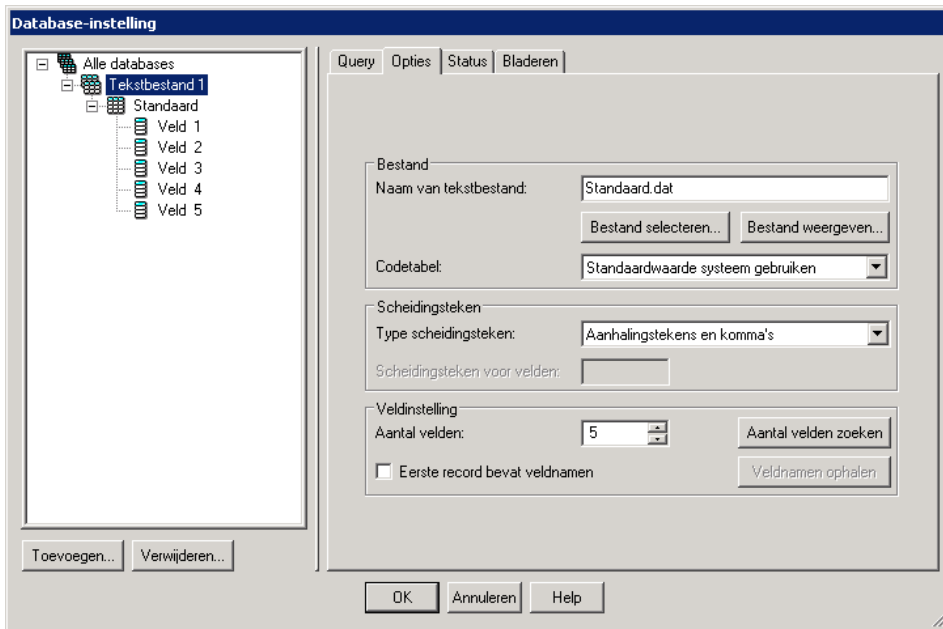 Database-instelling
Alle databases
Tekstbestand 1
Standaard
Veld 1
Veld 2
Veld 3
Veld 4
Veld 5
Toevoegen...
Verwijderen...
Query
Opties
Status
Bladeren
Bestand
Naam van tekstbestand:
Standaard.dat
Bestand selecteren...
Bestand weergeven...
Codetabel:
Standaardwaarde systeem gebruiken
Scheidingsteken
Type scheidingsteken:
Aanhalingstekens en komma's
Scheidingsteken voor velden:
Veldinstelling
Aantal velden:
5
Aantal velden zoeken
Eerste record bevat veldnamen
Veldnamen ophalen
OK
Annuleren
Help